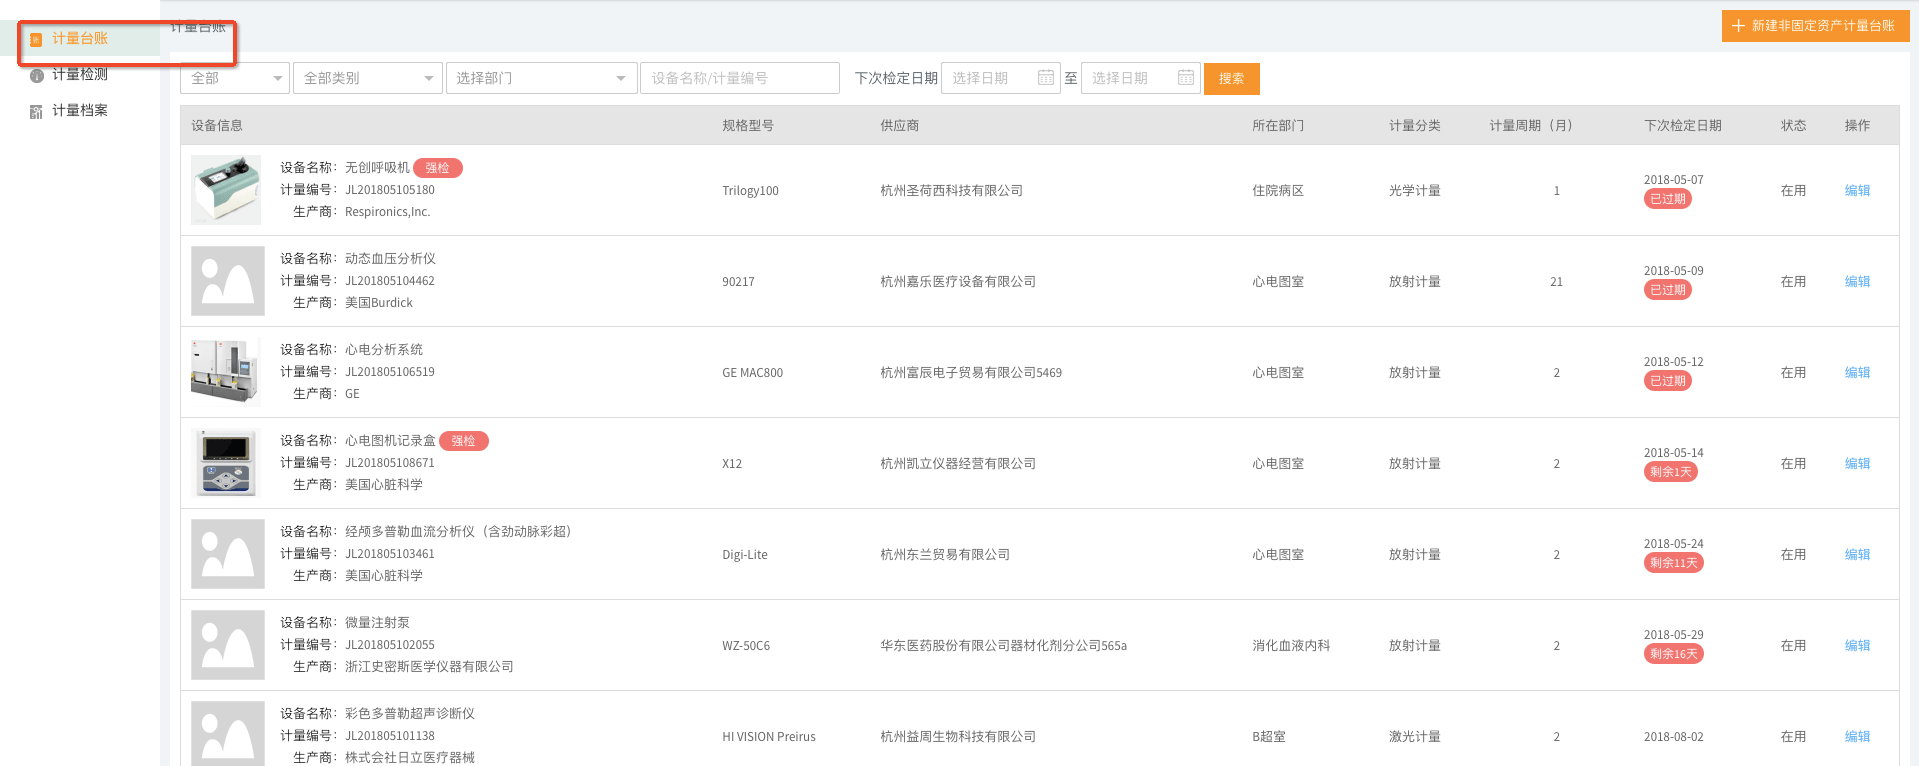 计量台账
计量检测
计量档案
计量台账
新建非固定资产计量台账
全部 全部类别 选择部门 设备名称/计量编号 下次检定日期 选择日期 至 选择日期 搜索
设备信息 规格型号 供应商 所在部门 计量分类 计量周期（月） 下次检定日期 状态 操作
设备名称： 无创呼吸机 强检
计量编号： JL201805105180
生产商： Respironics,Inc.
Trilogy100 杭州圣荷西科技有限公司 住院病区 光学计量 1 2018-05-07 已过期 在用 编辑
设备名称： 动态血压分析仪
计量编号： JL201805104462
生产商： 美国Burdick
90217 杭州嘉乐医疗设备有限公司 心电图室 放射计量 21 2018-05-09 已过期 在用 编辑
设备名称： 心电分析系统
计量编号： JL201805106519
生产商： GE
GE MAC800 杭州富辰电子贸易有限公司5469 心电图室 放射计量 2 2018-05-12 已过期 在用 编辑
设备名称： 心电图机记录盒 强检
计量编号： JL201805108671
生产商： 美国心脏科学
X12 杭州凯立仪器经营有限公司 心电图室 放射计量 2 2018-05-14 剩余1天 在用 编辑
设备名称： 经颅多普勒血流分析仪（含劲动脉彩超）
计量编号： JL201805103461
生产商： 美国心脏科学
Digi-Lite 杭州东兰贸易有限公司 心电图室 放射计量 2 2018-05-24 剩余11天 在用 编辑
设备名称： 微量注射泵
计量编号： JL201805102055
生产商： 浙江史密斯医学仪器有限公司
WZ-50C6 华东医药股份有限公司器材化剂分公司565a 消化血液内科 放射计量 2 2018-05-29 剩余16天 在用 编辑
设备名称： 彩色多普勒超声诊断仪
计量编号： JL201805101138
生产商： 株式会社日立医疗器械
HI VISION Preirus 杭州益周生物科技有限公司 B超室 激光计量 2 2018-08-02 在用 编辑